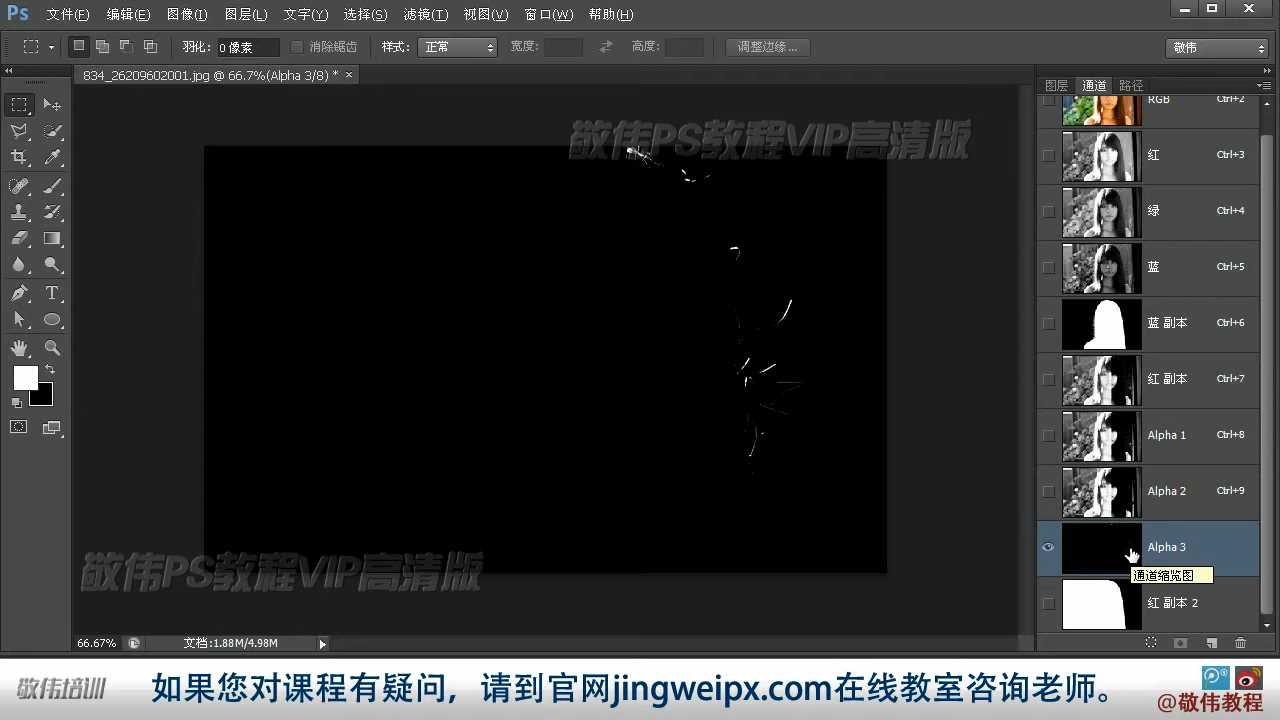 Ps 文件(F) 编辑(E) 图像(I) 图层(L) 文字(Y) 选择(S) 滤镜(T) 视图(V) 窗口(W) 帮助(H)
羽化: 0 像素 消除锯齿 样式: 正常 宽度: 高度: 调整边缘... 敬伟
834_26209602001.jpg @ 66.7%(Alpha 3/8) * ×
图层 通道 路径
RGB Ctrl+2
敬伟PS教程VIP高清版
红 Ctrl+3
绿 Ctrl+4
蓝 Ctrl+5
蓝 副本 Ctrl+6
红 副本 Ctrl+7
Alpha 1 Ctrl+8
Alpha 2 Ctrl+9
Alpha 3
通道缩览图
敬伟PS教程VIP高清版
红 副本 2
66.67% 文档:1.88M/4.98M
敬伟培训 如果您对课程有疑问，请到官网jingweipx.com在线教室咨询老师。
@敬伟教程